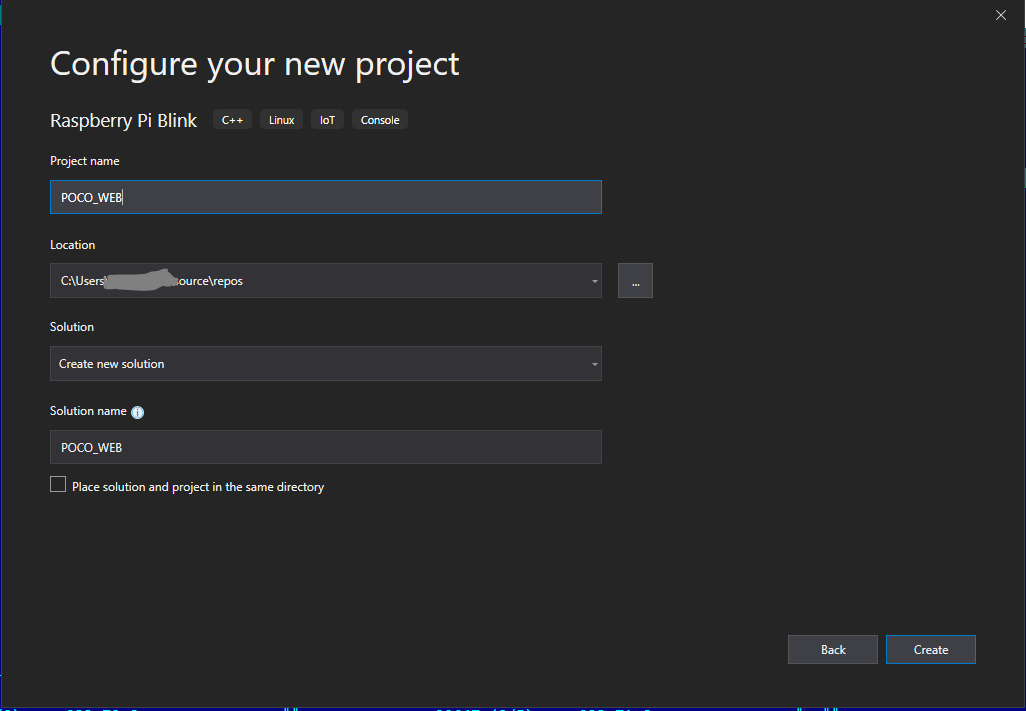 Configure your new project
Raspberry Pi Blink C++ Linux IoT Console
Project name
POCO_WEB
Location
C:\Users\ ource\repos
...
Solution
Create new solution
Solution name
POCO_WEB
Place solution and project in the same directory
Back Create